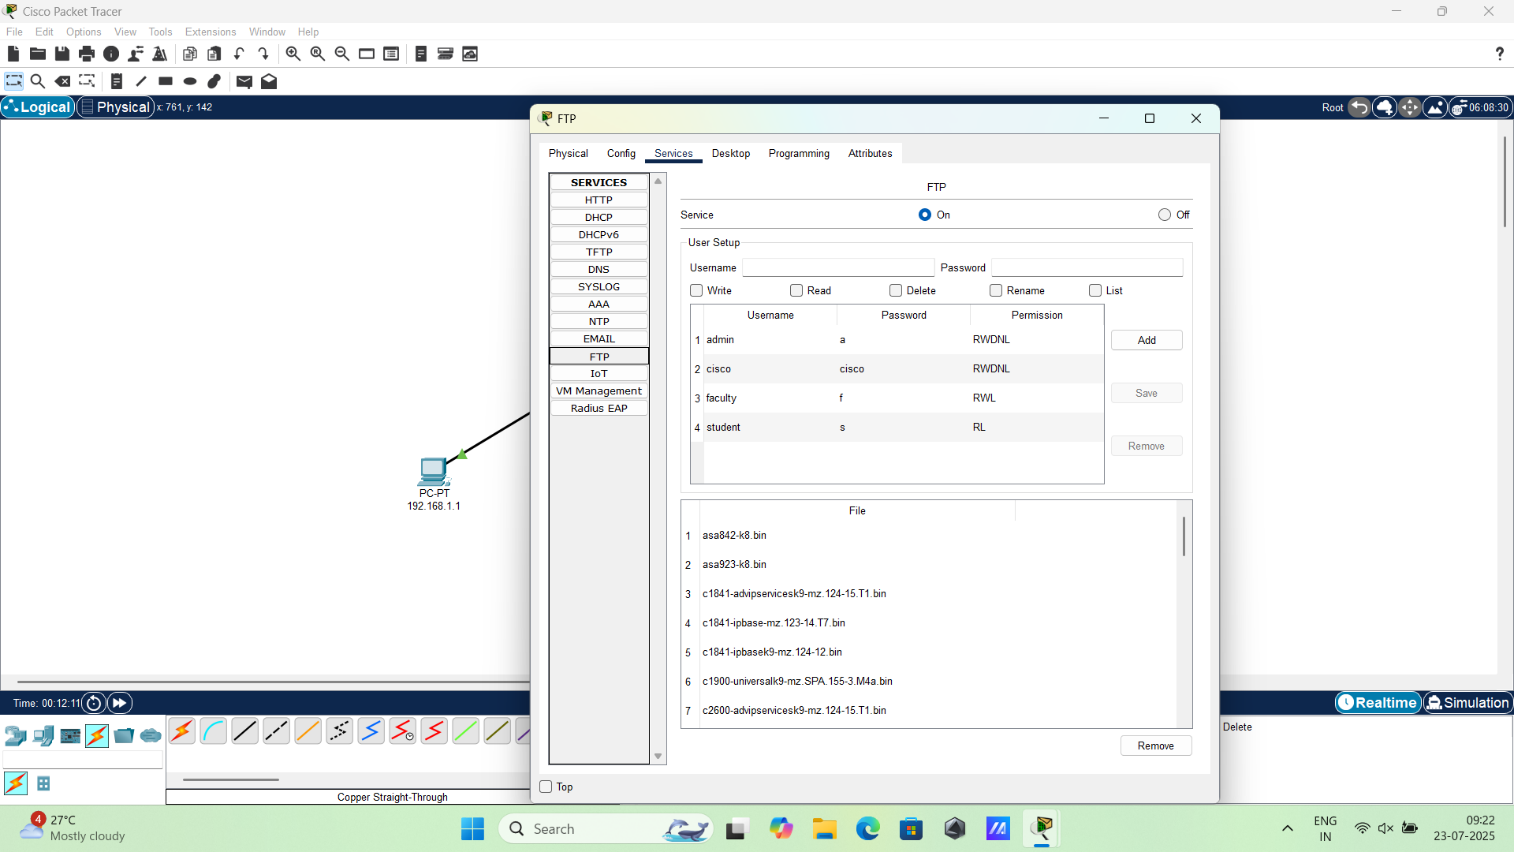 Cisco Packet Tracer
File Edit Options View Tools Extensions Window Help
?
Logical Physical x: 761, y: 142 Root 06:08:30
FTP
Physical Config Services Desktop Programming Attributes
SERVICES
HTTP
DHCP
DHCPv6
TFTP
DNS
SYSLOG
AAA
NTP
EMAIL
FTP
IoT
VM Management
Radius EAP
FTP
Service On Off
User Setup
Username Password
Write Read Delete Rename List
Username Password Permission
1 admin a RWDNL
2 cisco cisco RWDNL
3 faculty f RWL
4 student s RL
Add
Save
Remove
File
1 asa842-k8.bin
2 asa923-k8.bin
3 c1841-advipservicesk9-mz.124-15.T1.bin
4 c1841-ipbase-mz.123-14.T7.bin
5 c1841-ipbasek9-mz.124-12.bin
6 c1900-universalk9-mz.SPA.155-3.M4a.bin
7 c2600-advipservicesk9-mz.124-15.T1.bin
Remove
Top
PC-PT
192.168.1.1
Time: 00:12:11 Realtime Simulation
Delete
Copper Straight-Through
4
27°C
Mostly cloudy
Search
ENG
IN
09:22
23-07-2025